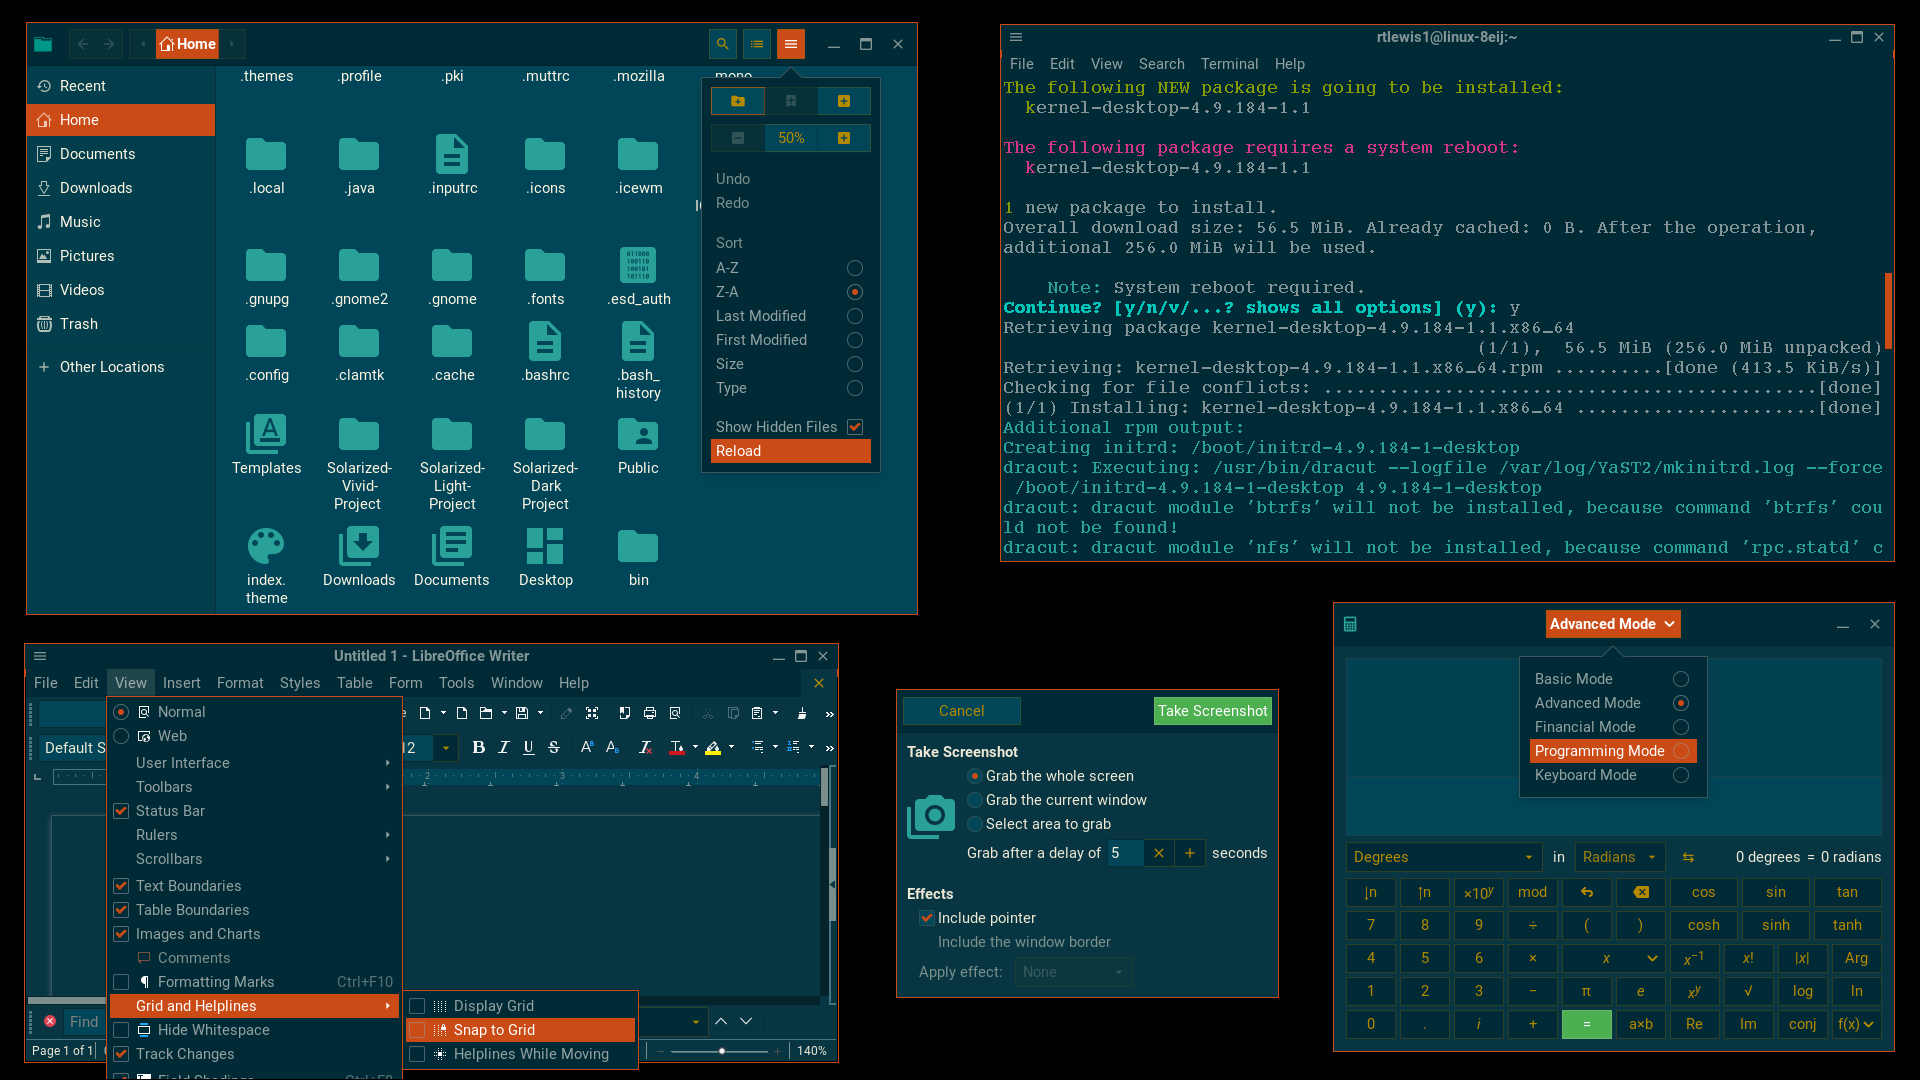 Home
Recent
Home
Documents
Downloads
Music
Pictures
Videos
Trash
Other Locations
.themes .profile .pki .muttrc .mozilla mono
.local .java .inputrc .icons .icewm
.gnupg .gnome2 .gnome .fonts .esd_auth
.config .clamtk .cache .bashrc .bash_
history
Templates Solarized- Solarized- Solarized- Public
Vivid- Light- Dark
Project Project Project
index. Downloads Documents Desktop bin
theme
50%
Undo
Redo
Sort
A-Z
Z-A
Last Modified
First Modified
Size
Type
Show Hidden Files
Reload
rtlewis1@linux-8eij:~
File Edit View Search Terminal Help
The following NEW package is going to be installed:
kernel-desktop-4.9.184-1.1
The following package requires a system reboot:
kernel-desktop-4.9.184-1.1
1 new package to install.
Overall download size: 56.5 MiB. Already cached: 0 B. After the operation,
additional 256.0 MiB will be used.
Note: System reboot required.
Continue? [y/n/v/...? shows all options] (y): y
Retrieving package kernel-desktop-4.9.184-1.1.x86_64
(1/1),  56.5 MiB (256.0 MiB unpacked)
Retrieving: kernel-desktop-4.9.184-1.1.x86_64.rpm ..........[done (413.5 KiB/s)]
Checking for file conflicts: ..............................................[done]
(1/1) Installing: kernel-desktop-4.9.184-1.1.x86_64 ......................[done]
Additional rpm output:
Creating initrd: /boot/initrd-4.9.184-1-desktop
dracut: Executing: /usr/bin/dracut --logfile /var/log/YaST2/mkinitrd.log --force
/boot/initrd-4.9.184-1-desktop 4.9.184-1-desktop
dracut: dracut module 'btrfs' will not be installed, because command 'btrfs' cou
ld not be found!
dracut: dracut module 'nfs' will not be installed, because command 'rpc.statd' c
Untitled 1 - LibreOffice Writer
File Edit View Insert Format Styles Table Form Tools Window Help
Default S
12
2 3 4 5
Normal
Web
User Interface
Toolbars
Status Bar
Rulers
Scrollbars
Text Boundaries
Table Boundaries
Images and Charts
Comments
Formatting Marks Ctrl+F10
Grid and Helplines
Hide Whitespace
Track Changes
Field Shadings Ctrl+F8
Display Grid
Snap to Grid
Helplines While Moving
Find
Page 1 of 1
140%
Cancel Take Screenshot
Take Screenshot
Grab the whole screen
Grab the current window
Select area to grab
Grab after a delay of 5 seconds
Effects
Include pointer
Include the window border
Apply effect: None
Advanced Mode
Basic Mode
Advanced Mode
Financial Mode
Programming Mode
Keyboard Mode
Degrees in Radians 0 degrees = 0 radians
↓n ↑n ×10ʸ mod cos sin tan
7 8 9 ÷ ( ) cosh sinh tanh
4 5 6 × x x⁻¹ x! |x| Arg
1 2 3 − π e xʸ √ log ln
0 . i + = a×b Re Im conj f(x)